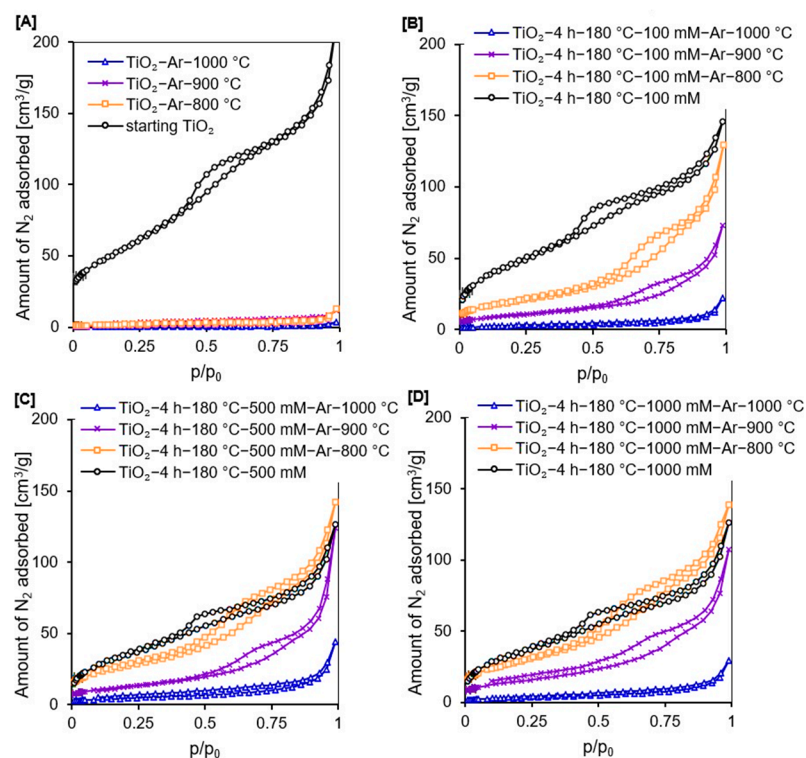 [A]
TiO₂−Ar−1000 °C
TiO₂−Ar−900 °C
TiO₂−Ar−800 °C
starting TiO₂
Amount of N₂ adsorbed [cm³/g]
200
150
100
50
0
0 0.25 0.5 0.75 1
p/p₀
[B]
TiO₂−4 h−180 °C−100 mM−Ar−1000 °C
TiO₂−4 h−180 °C−100 mM−Ar−900 °C
TiO₂−4 h−180 °C−100 mM−Ar−800 °C
TiO₂−4 h−180 °C−100 mM
Amount of N₂ adsorbed [cm³/g]
200
150
100
50
0
0 0.25 0.5 0.75 1
p/p₀
[C]
TiO₂−4 h−180 °C−500 mM−Ar−1000 °C
TiO₂−4 h−180 °C−500 mM−Ar−900 °C
TiO₂−4 h−180 °C−500 mM−Ar−800 °C
TiO₂−4 h−180 °C−500 mM
Amount of N₂ adsorbed [cm³/g]
200
150
100
50
0
0 0.25 0.5 0.75 1
p/p₀
[D]
TiO₂−4 h−180 °C−1000 mM−Ar−1000 °C
TiO₂−4 h−180 °C−1000 mM−Ar−900 °C
TiO₂−4 h−180 °C−1000 mM−Ar−800 °C
TiO₂−4 h−180 °C−1000 mM
Amount of N₂ adsorbed [cm³/g]
200
150
100
50
0
0 0.25 0.5 0.75 1
p/p₀